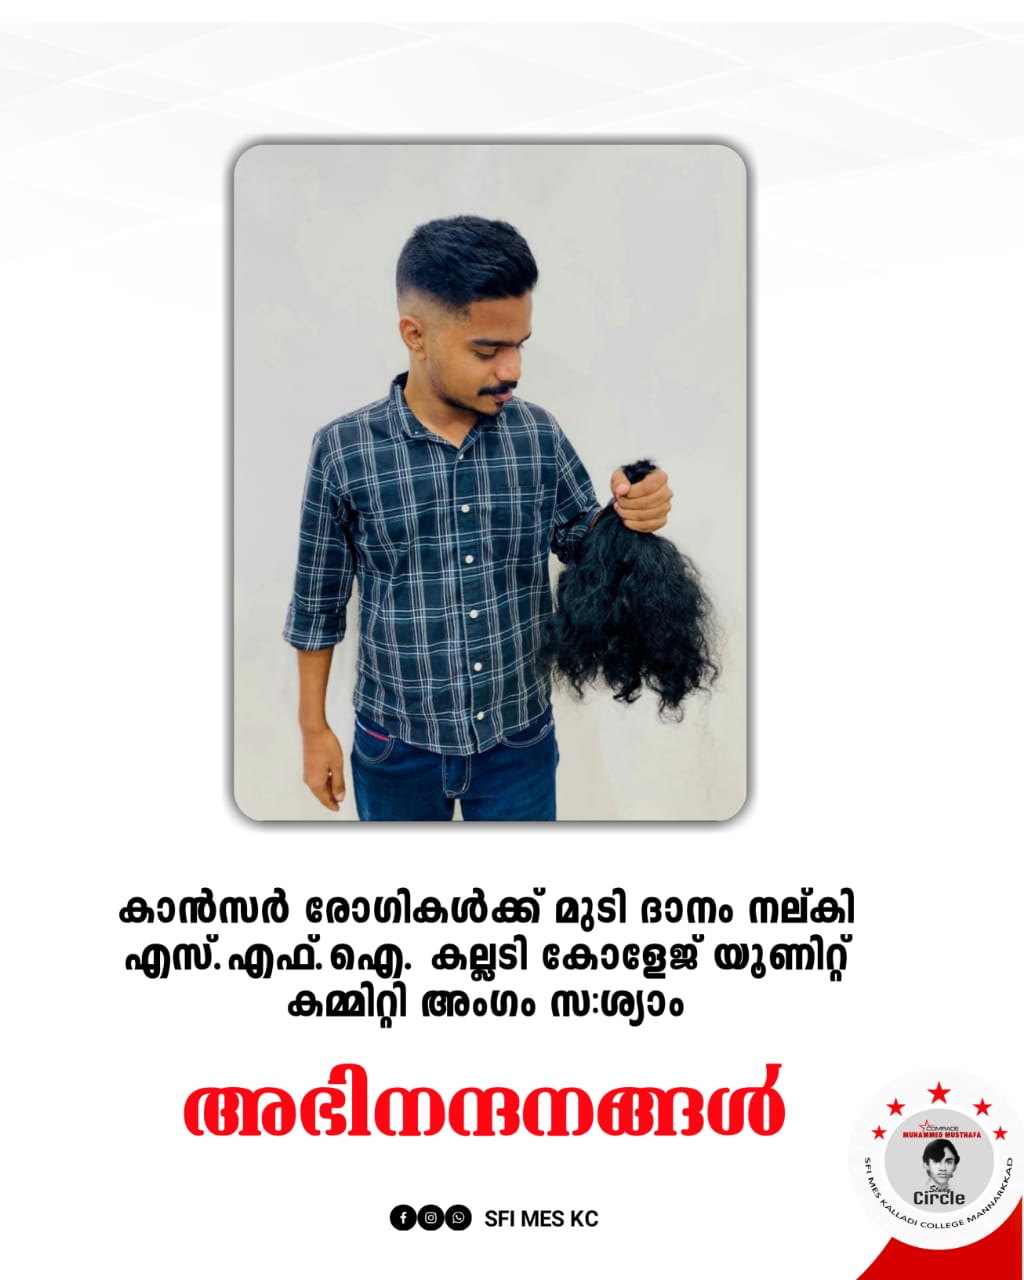 കാൻസർ രോഗികൾക്ക് മുടി ദാനം നല്കി
എസ്.എഫ്.ഐ. കല്ലടി കോളേജ് യൂണിറ്റ്
കമ്മിറ്റി അംഗം സ:ശ്യാം
അഭിനന്ദനങ്ങൾ
COMRADE
MUHAMMED MUSTHAFA
Study
Circle
SFI MES KALLADI COLLEGE MANNARKKAD
SFI MES KC